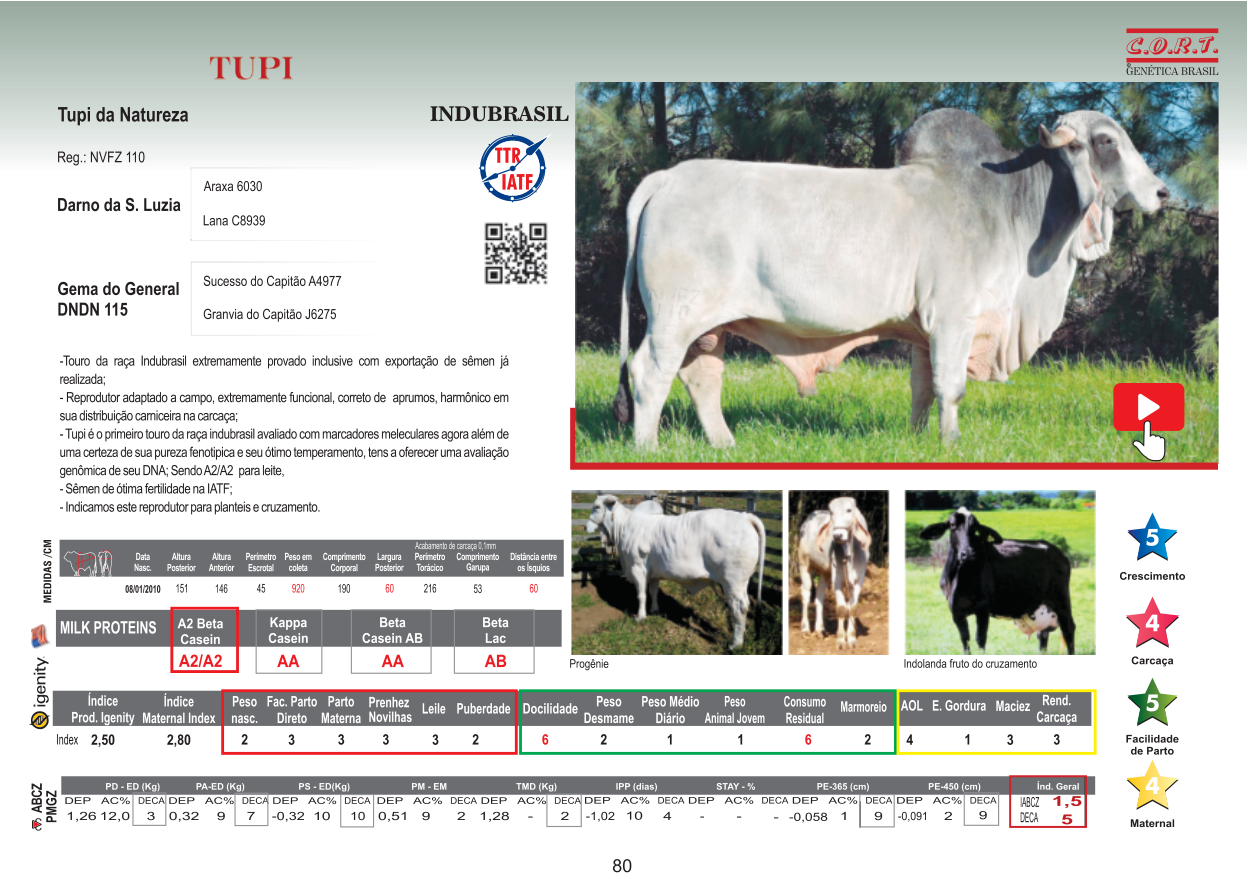 TUPI
C.O.R.T.
GENÉTICA BRASIL
Tupi da Natureza
INDUBRASIL
Reg.: NVFZ 110
TTR
IATF
Araxa 6030
Darno da S. Luzia
Lana C8939
Sucesso do Capitão A4977
Gema do General
DNDN 115
Granvia do Capitão J6275
-Touro da raça Indubrasil extremamente provado inclusive com exportação de sêmen já
realizada;
- Reprodutor adaptado a campo, extremamente funcional, correto de aprumos, harmônico em
sua distribuição carniceira na carcaça;
- Tupi é o primeiro touro da raça indubrasil avaliado com marcadores meleculares agora além de
uma certeza de sua pureza fenotipica e seu ótimo temperamento, tens a oferecer uma avaliação
genômica de seu DNA; Sendo A2/A2 para leite,
- Sêmen de ótima fertilidade na IATF;
- Indicamos este reprodutor para planteis e cruzamento.
MEDIDAS /CM
Acabamento de carcaça 0,1mm
Data Altura Altura Perímetro Peso em Comprimento Largura Perímetro Comprimento Distância entre
Nasc. Posterior Anterior Escrotal coleta Corporal Posterior Torácico Garupa os Ísquios
08/01/2010 151 146 45 920 190 60 216 53 60
MILK PROTEINS
A2 Beta Kappa Beta Beta
Casein Casein Casein AB Lac
A2/A2 AA AA AB
Progênie
Indolanda fruto do cruzamento
5
Crescimento
4
Carcaça
5
Facilidade
de Parto
4
Maternal
igenity
Índice Índice Peso Fac. Parto Parto Prenhez Leile Puberdade Docilidade Peso Peso Médio Peso Consumo Marmoreio AOL E. Gordura Maciez Rend.
Prod. Igenity Maternal Index nasc. Direto Materna Novilhas Desmame Diário Animal Jovem Residual Carcaça
Index 2,50 2,80 2 3 3 3 3 2 6 2 1 1 6 2 4 1 3 3
ABCZ
PMGZ
PD - ED (Kg) PA-ED (Kg) PS - ED(Kg) PM - EM TMD (Kg) IPP (dias) STAY - % PE-365 (cm) PE-450 (cm) Índ. Geral
DEP AC% DECA DEP AC% DECA DEP AC% DECA DEP AC% DECA DEP AC% DECA DEP AC% DECA DEP AC% DECA DEP AC% DECA DEP AC% DECA IABCZ 1,5
1,26 12,0 3 0,32 9 7 -0,32 10 10 0,51 9 2 1,28 - 2 -1,02 10 4 - - - -0,058 1 9 -0,091 2 9 DECA 5
80